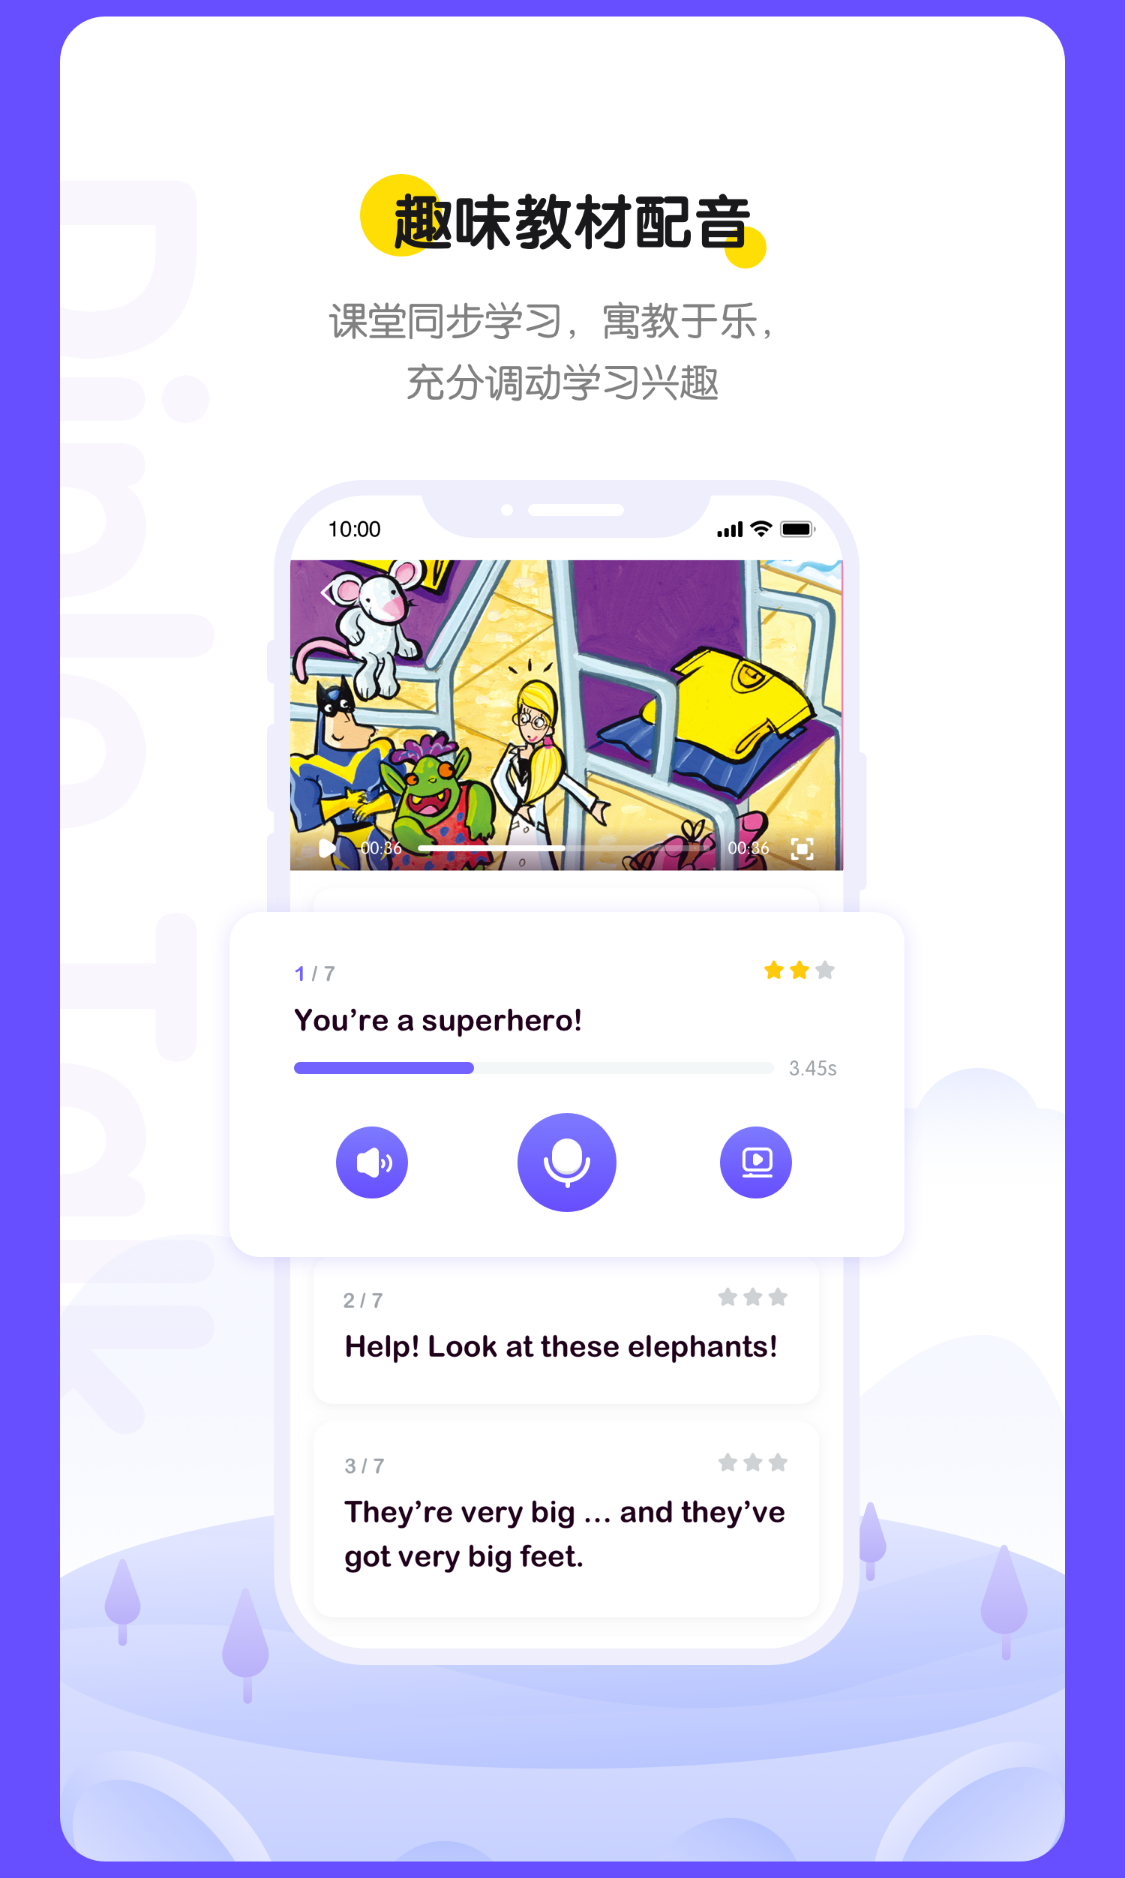 趣味教材配音
课堂同步学习，寓教于乐，
充分调动学习兴趣
10:00
00:36
00:36
1 / 7
You’re a superhero!
3.45s
2 / 7
Help! Look at these elephants!
3 / 7
They’re very big ... and they’ve
got very big feet.